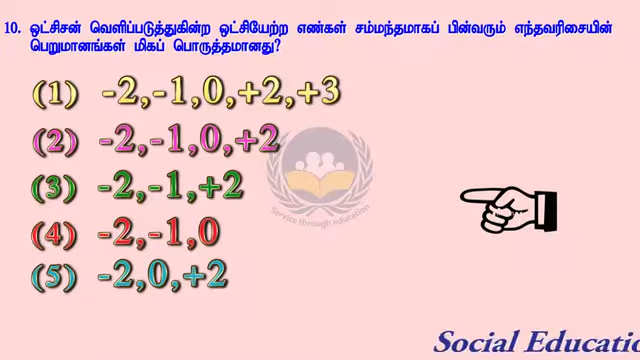 10. ஒட்சிசன் வெளிப்படுத்துகின்ற ஒட்சியேற்ற எண்கள் சம்மந்தமாகப் பின்வரும் எந்தவரிசையின்
பெறுமானங்கள் மிகப் பொருத்தமானது?
(1) -2,-1,0,+2,+3
(2) -2,-1,0,+2
(3) -2,-1,+2
(4) -2,-1,0
(5) -2,0,+2
Service through education
Social Educatio